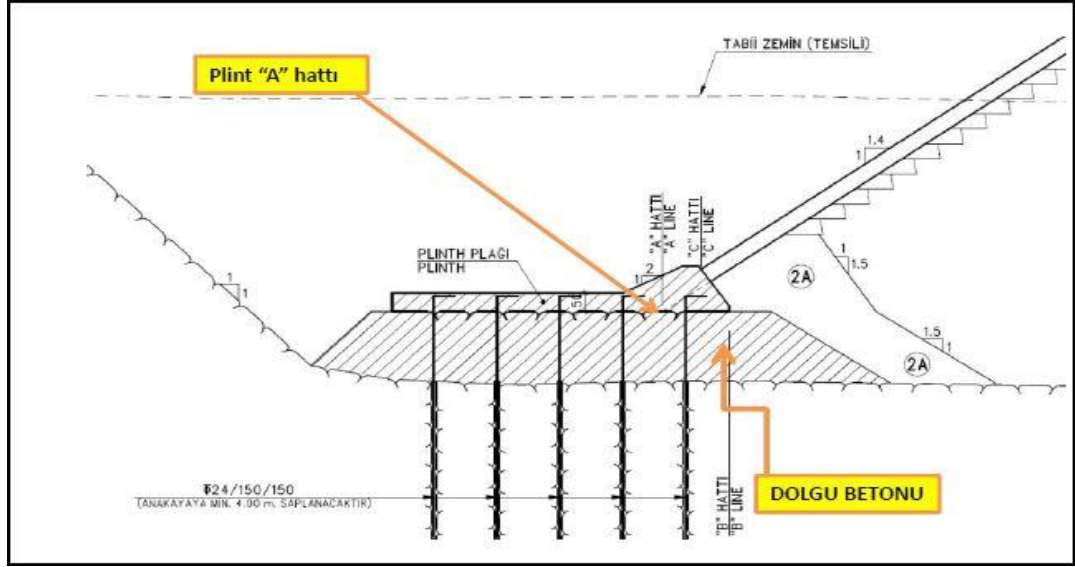 TABİİ ZEMİN (TEMSİLİ)
Plint “A” hattı
1.4
1
"A" HATTI
"A" LINE
"C" HATTI
"C" LINE
PLINTH PLAĞI
PLINTH
2
1
50
1
1.5
2A
1
1
1.5
1
2A
Ø24/150/150
(ANAKAYAYA MIN. 4.00 m. SAPLANACAKTIR)
"B" HATTI
"B" LINE
DOLGU BETONU